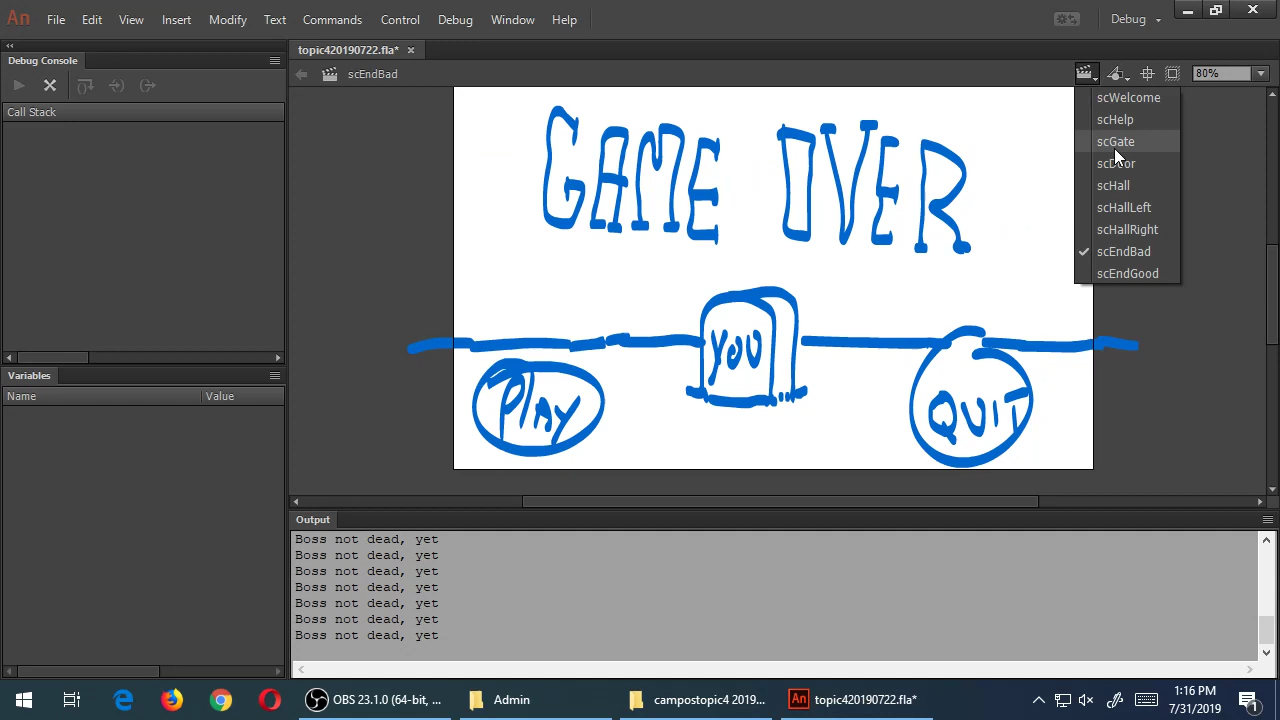 An File Edit View Insert Modify Text Commands Control Debug Window Help Debug
topic420190722.fla* ×
Debug Console
scEndBad 80%
Call Stack
scWelcome
scHelp
scGate
scDoor
scHall
scHallLeft
scHallRight
scEndBad
scEndGood
GAME OVER
YOU
PLAY QUIT
Variables
Name Value
Output
Boss not dead, yet
Boss not dead, yet
Boss not dead, yet
Boss not dead, yet
Boss not dead, yet
Boss not dead, yet
Boss not dead, yet
OBS 23.1.0 (64-bit, ... Admin campostopic4 2019... An topic420190722.fla* 1:16 PM
7/31/2019 1